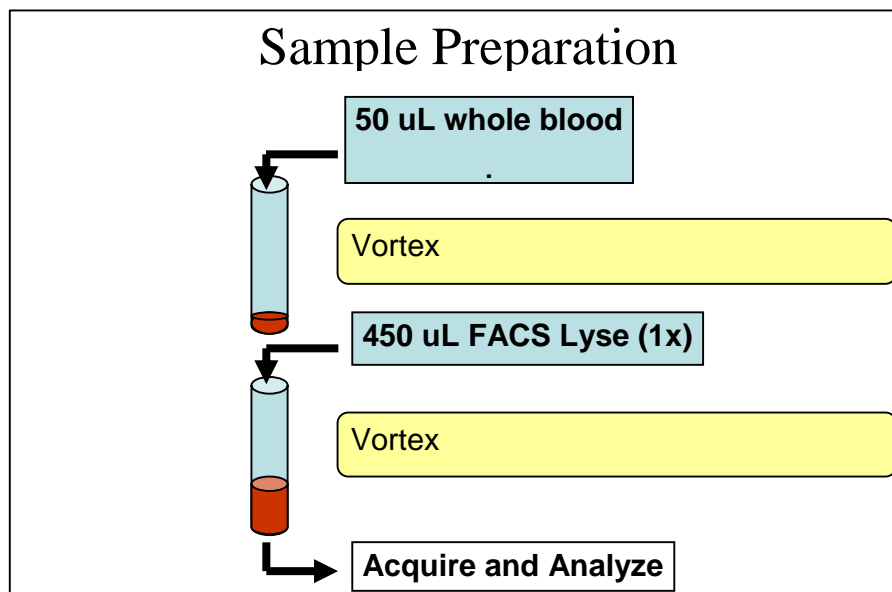 Sample Preparation
50 uL whole blood
.
Vortex
450 uL FACS Lyse (1x)
Vortex
Acquire and Analyze